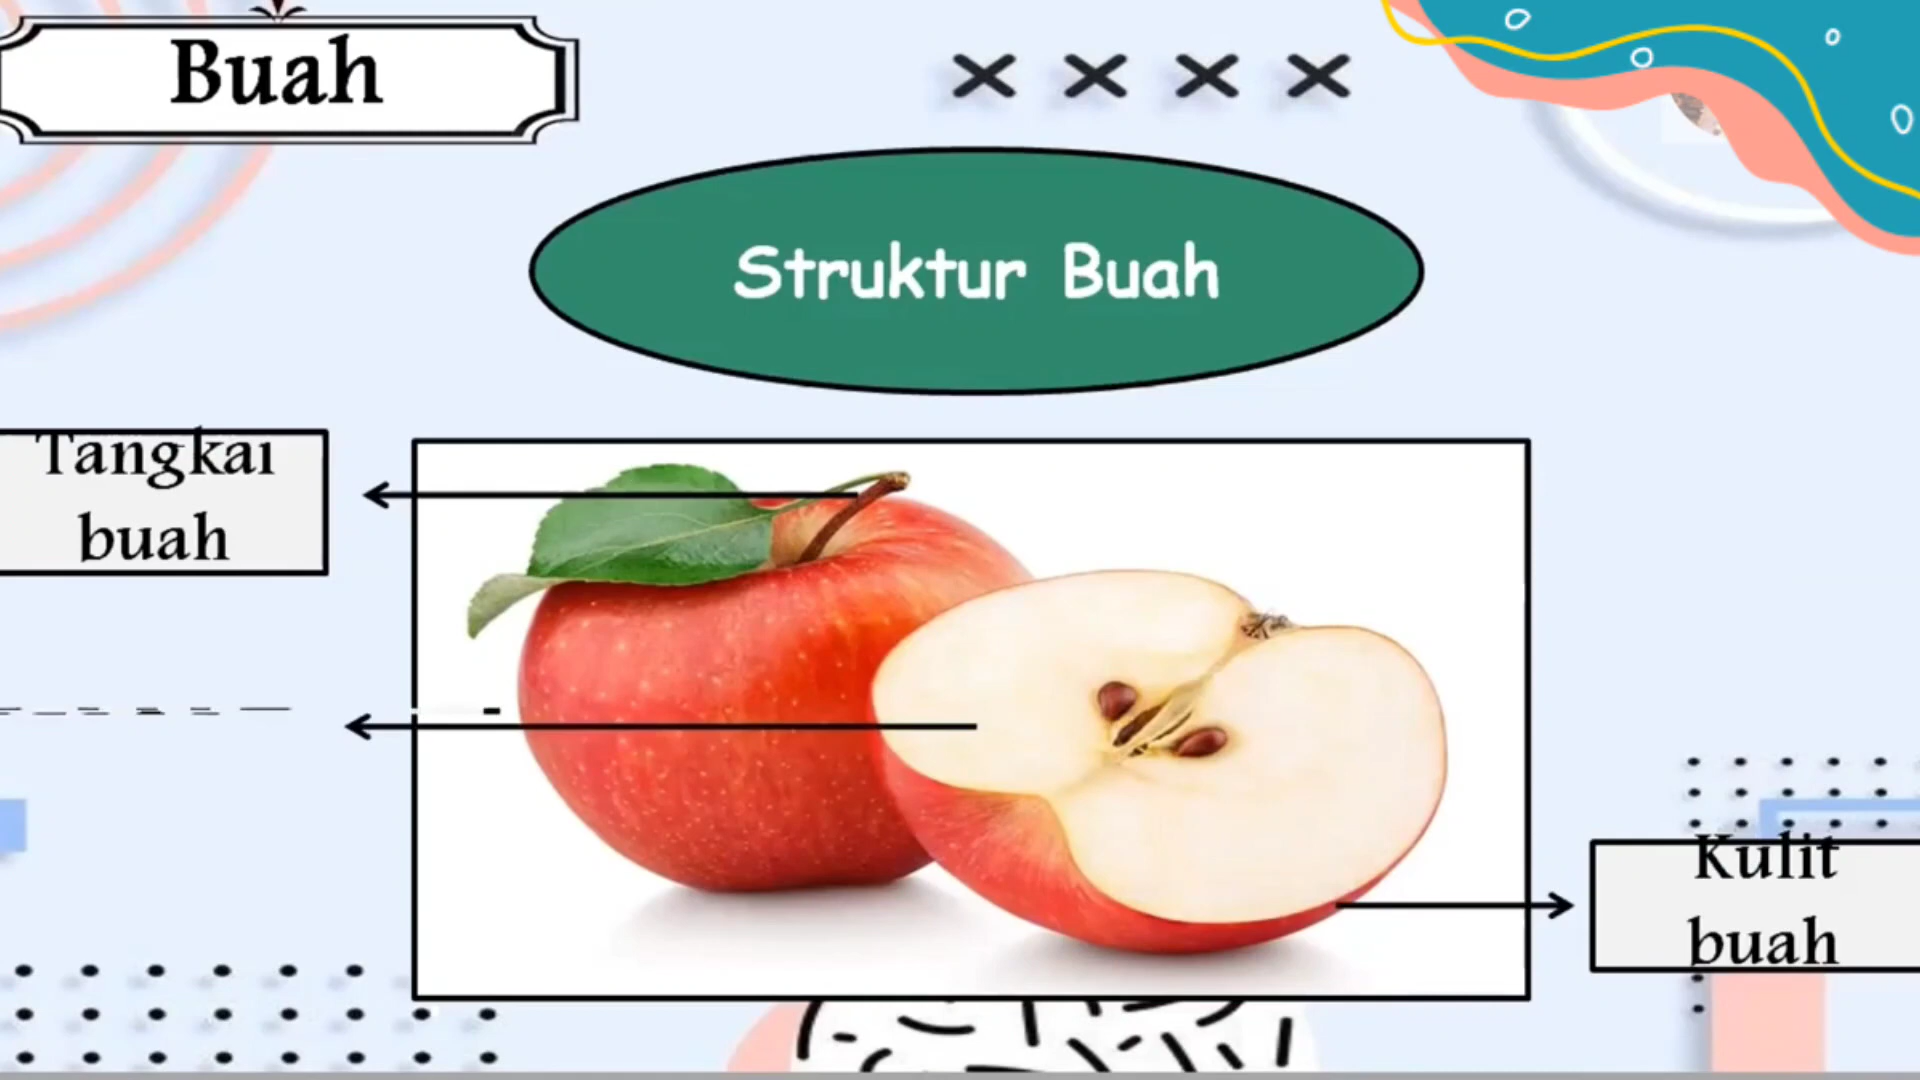 Buah
Struktur Buah
Tangkai
buah
Kulit
buah